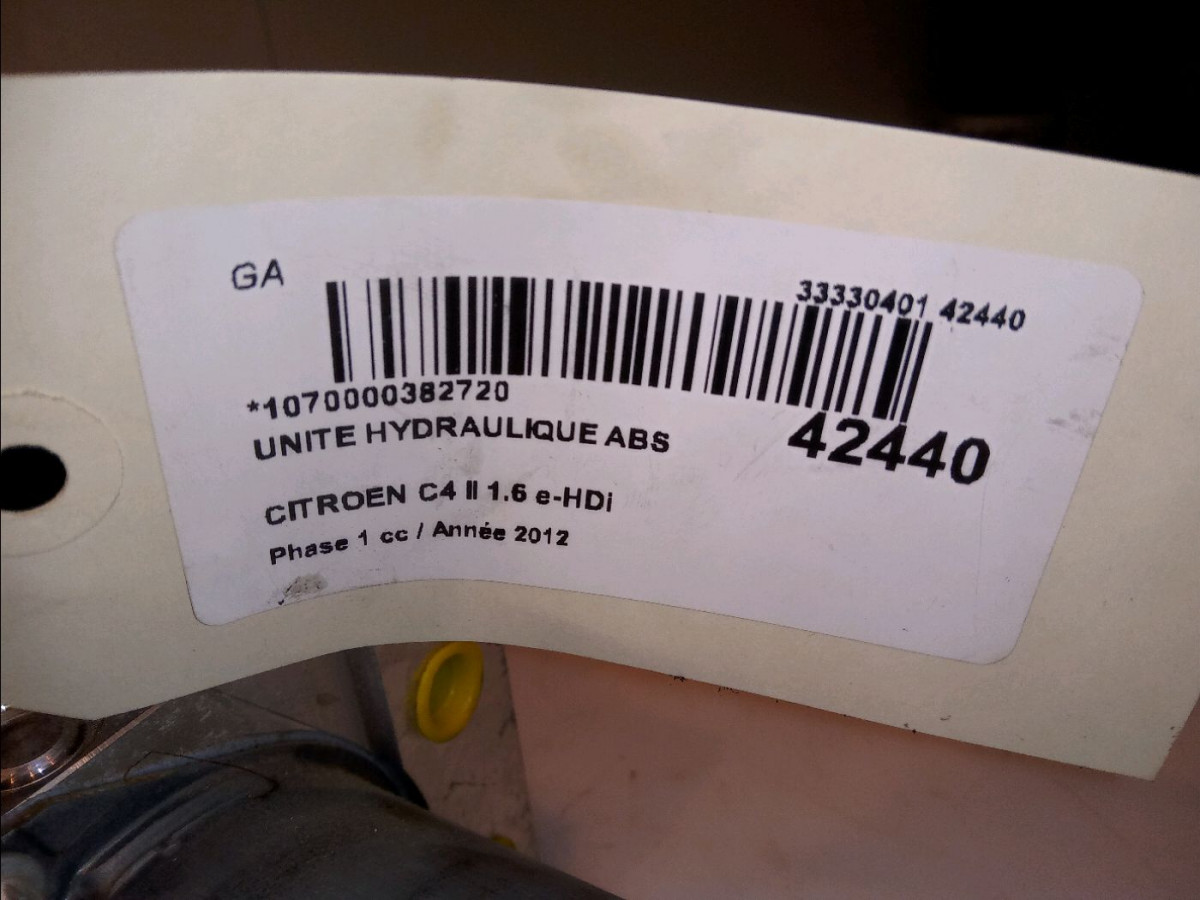 GA
33330401 42440
*1070000382720
UNITE HYDRAULIQUE ABS
42440
CITROEN C4 II 1.6 e-HDi
Phase 1 cc / Année 2012